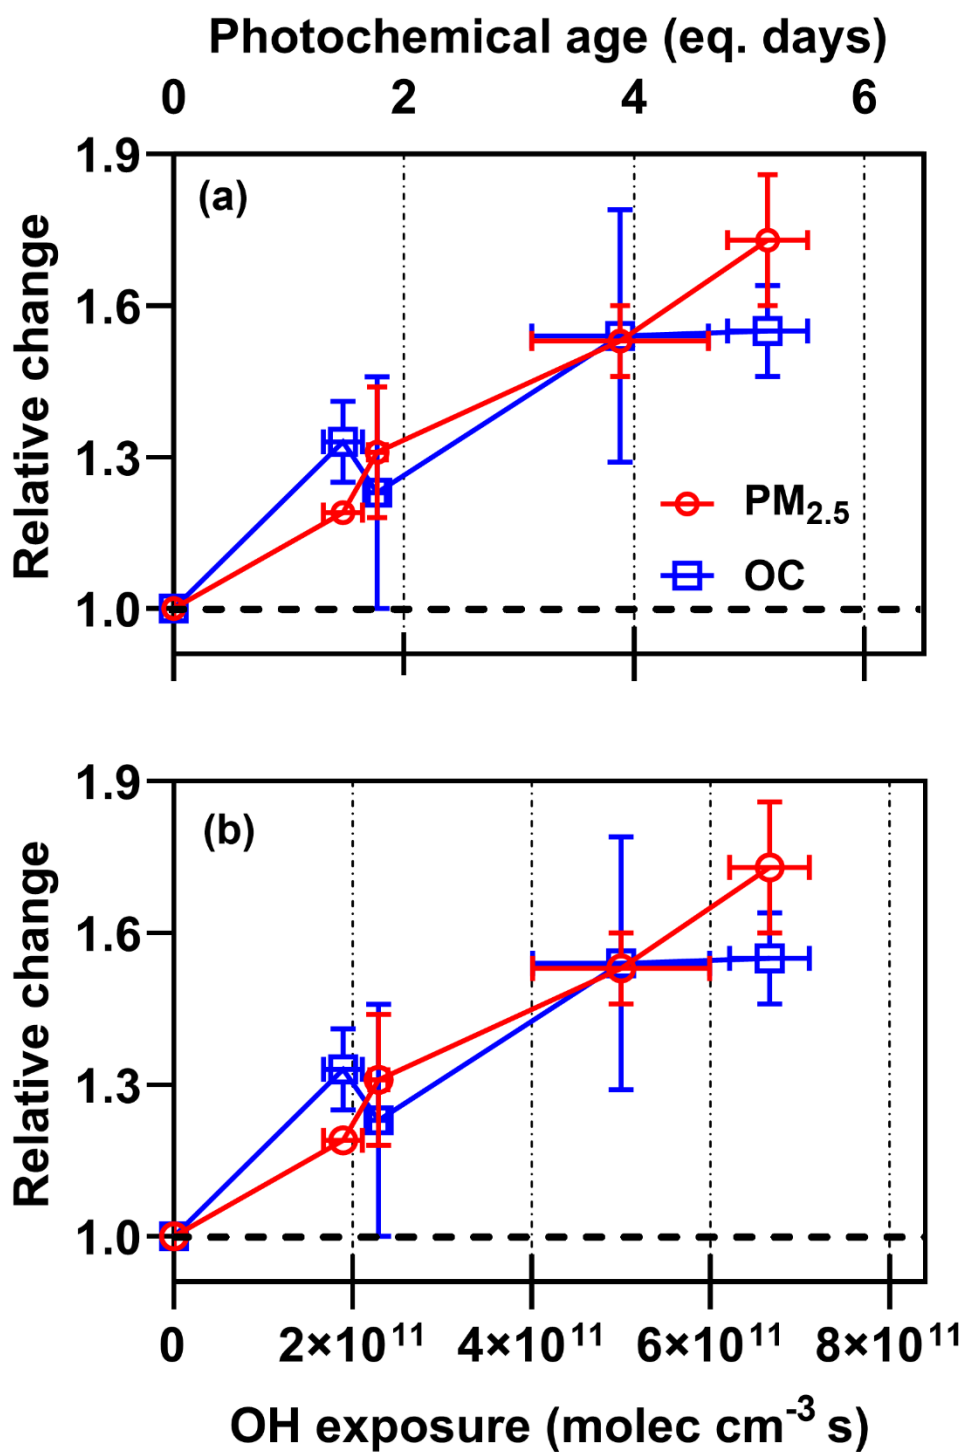 Photochemical age (eq. days)
0 2 4 6
1.9
(a)
1.6
Relative change
1.3
PM2.5
OC
1.0
1.9
(b)
1.6
Relative change
1.3
1.0
0 2×10¹¹ 4×10¹¹ 6×10¹¹ 8×10¹¹
OH exposure (molec cm⁻³ s)